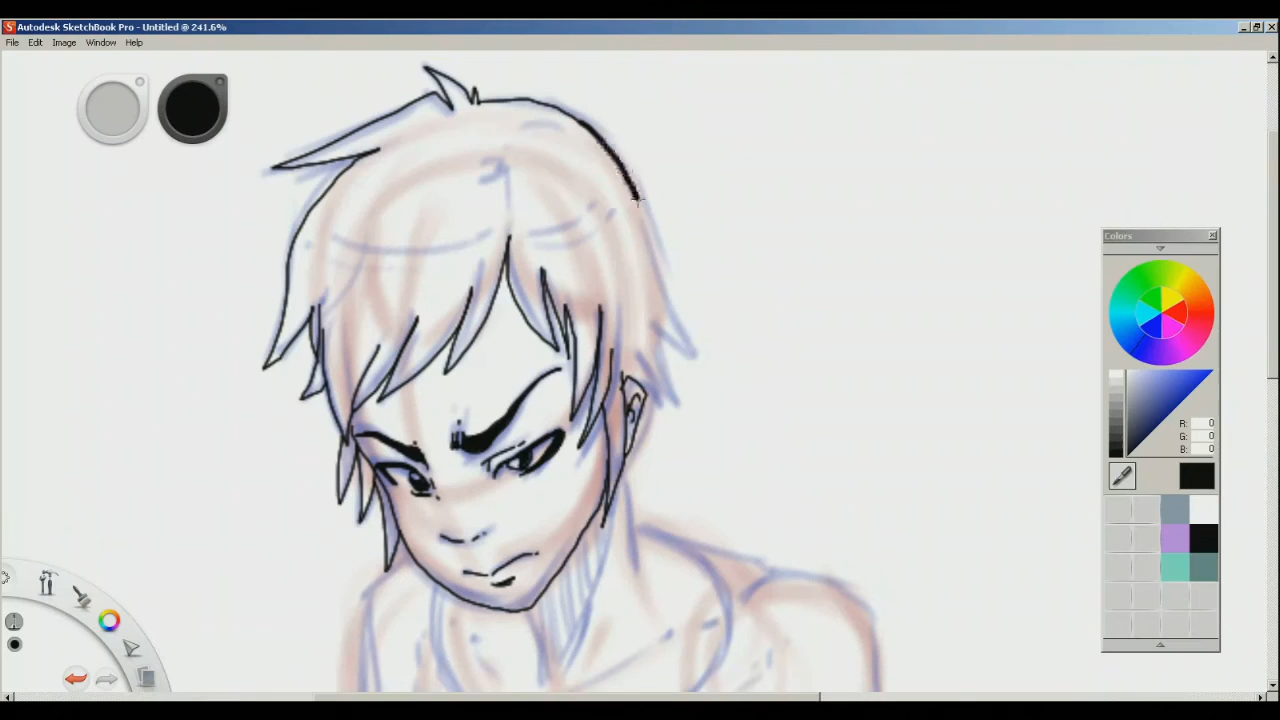 Autodesk SketchBook Pro - Untitled @ 241.6%
File Edit Image Window Help
Colors
R: 0
G: 0
B: 0